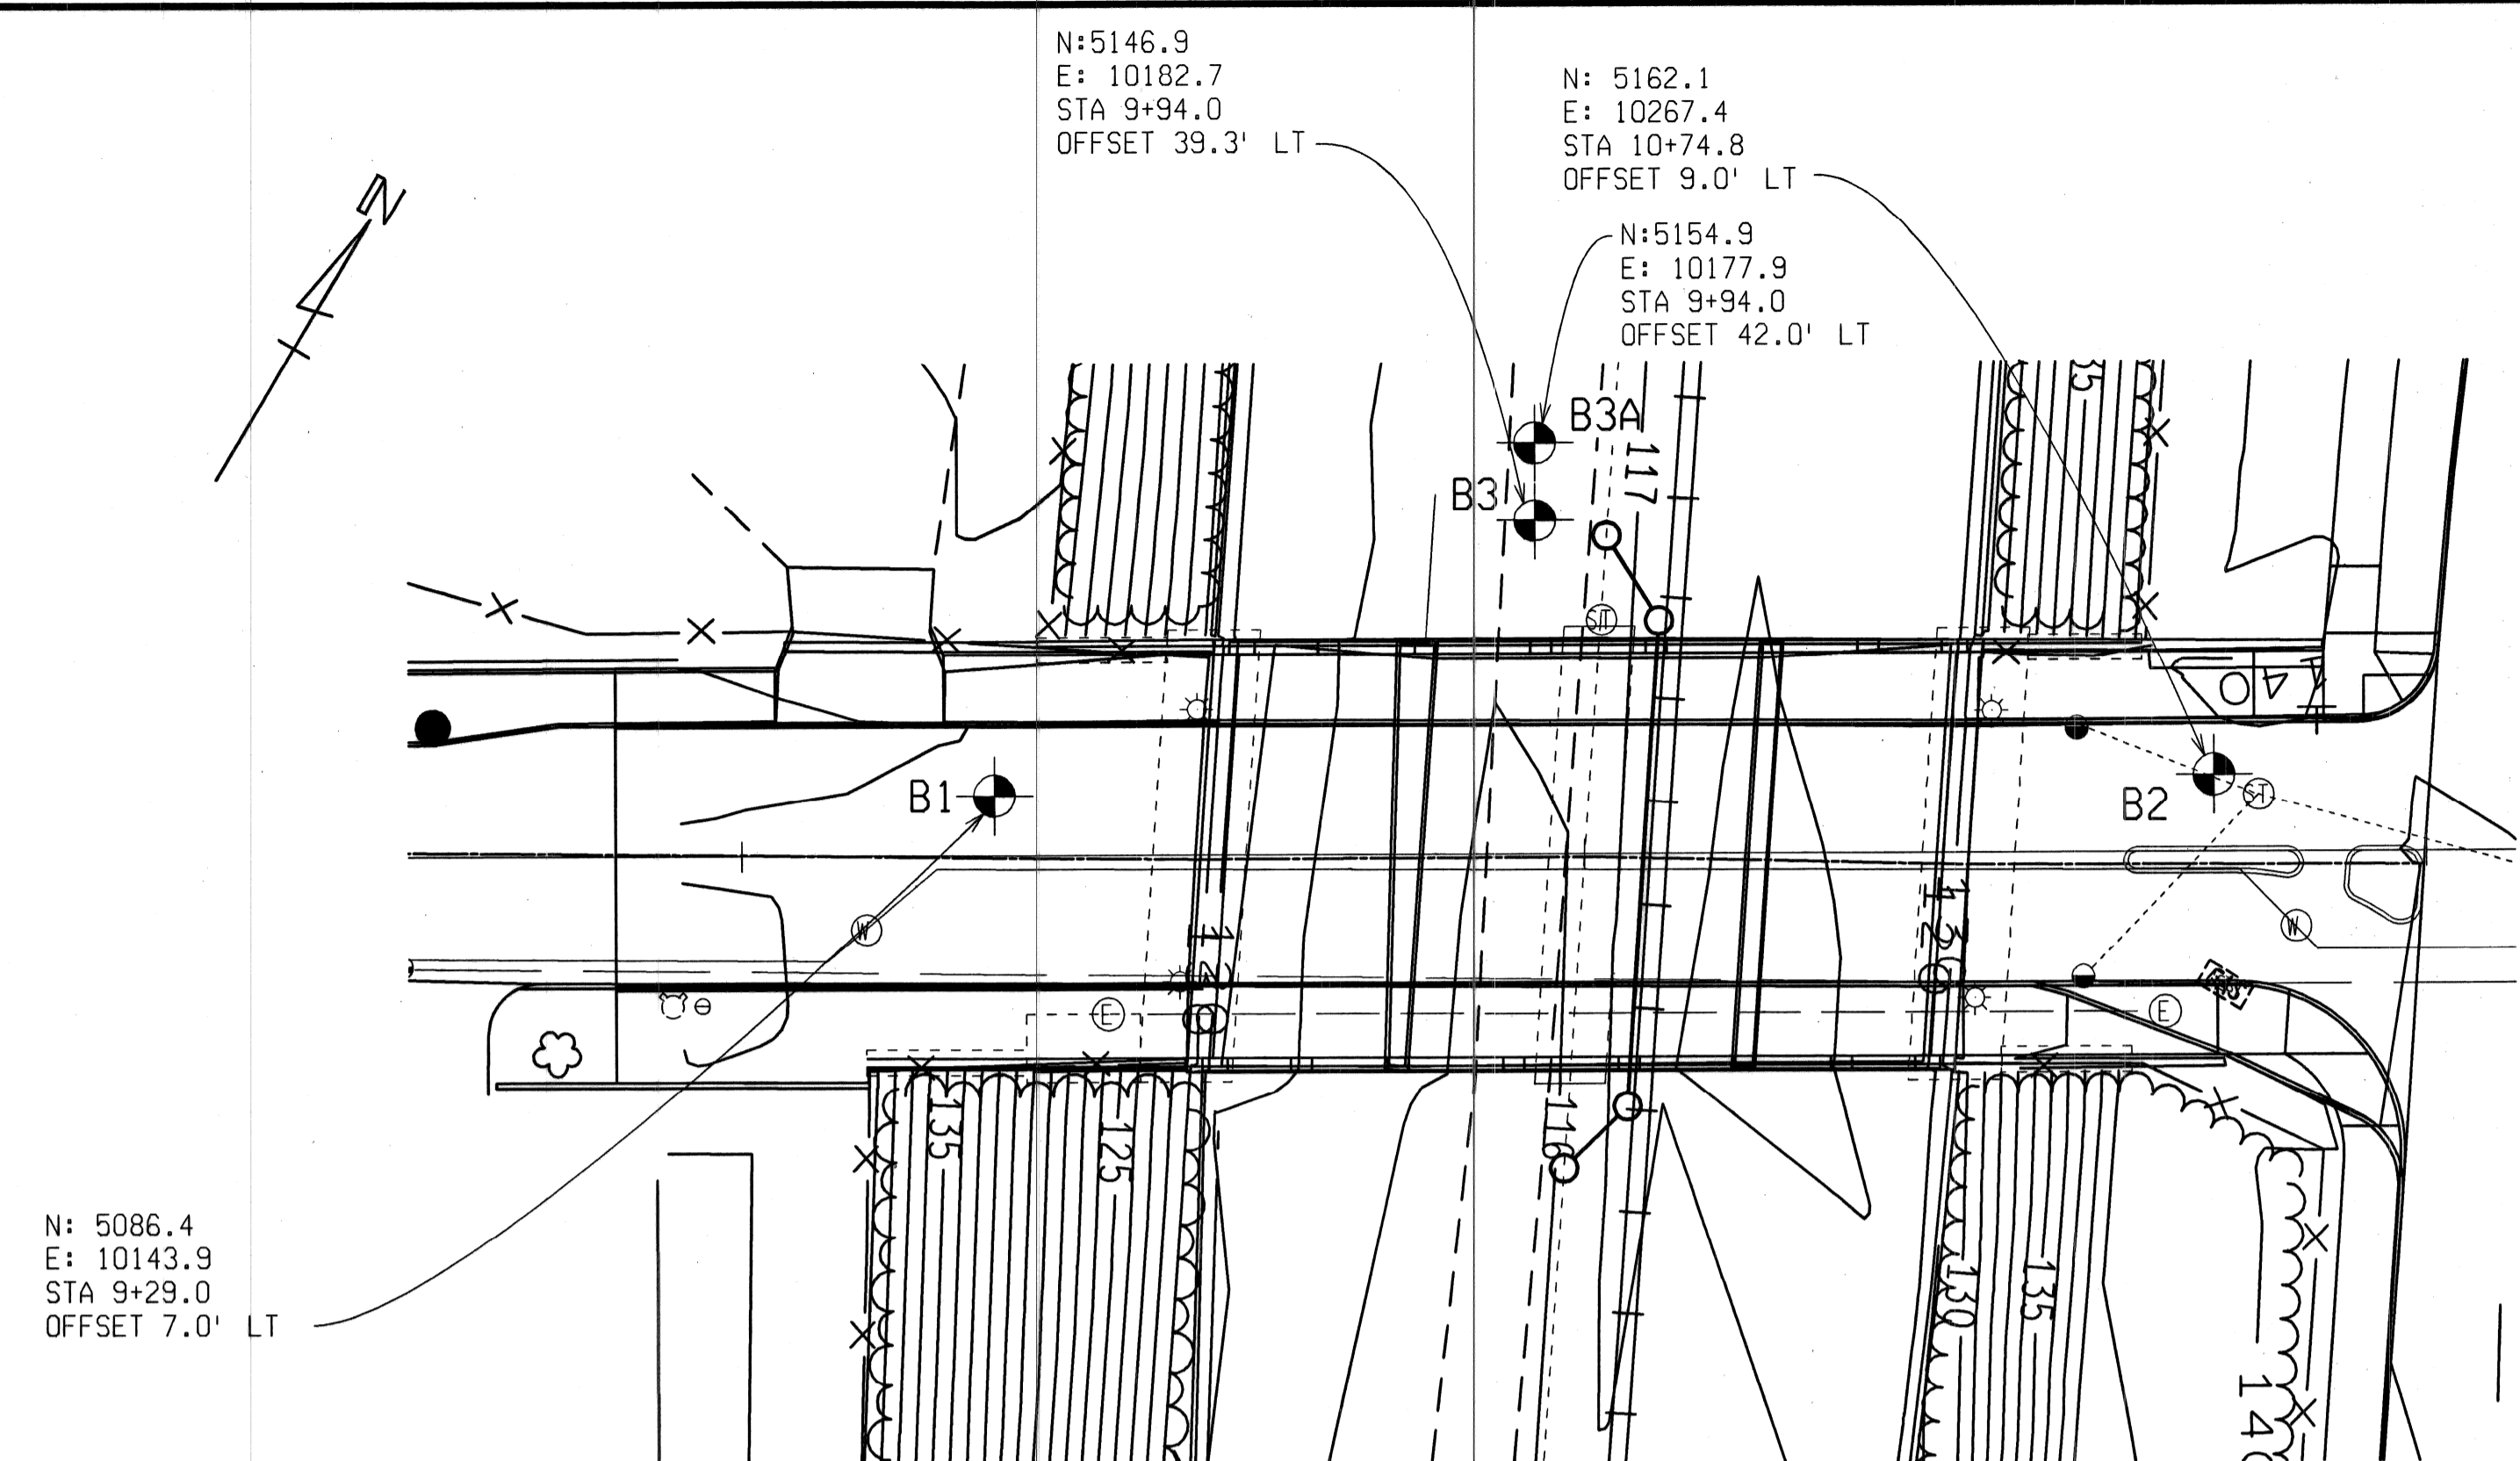 N:5146.9
E: 10182.7
STA 9+94.0
OFFSET 39.3' LT
N: 5162.1
E: 10267.4
STA 10+74.8
OFFSET 9.0' LT
N:5154.9
E: 10177.9
STA 9+94.0
OFFSET 42.0' LT
N
B3A
117
B3
ST
B1
B2
ST
W
W
E
E
135
125
116
130
135
N: 5086.4
E: 10143.9
STA 9+29.0
OFFSET 7.0' LT